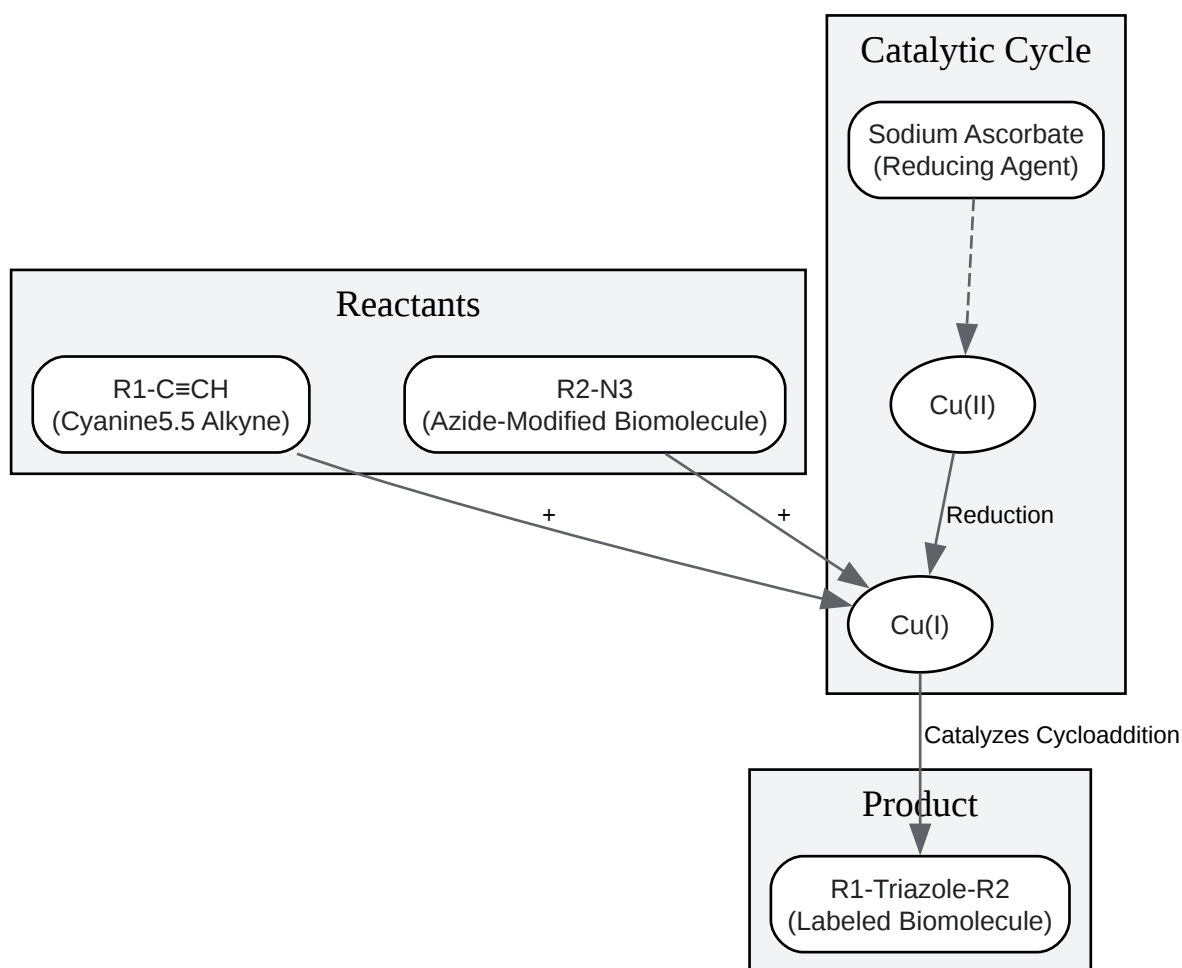 Catalytic Cycle
Sodium Ascorbate
(Reducing Agent)
Reactants
R1-C≡CH
(Cyanine5.5 Alkyne)
R2-N3
(Azide-Modified Biomolecule)
Cu(II)
+
+
Reduction
Cu(I)
Catalyzes Cycloaddition
Product
R1-Triazole-R2
(Labeled Biomolecule)